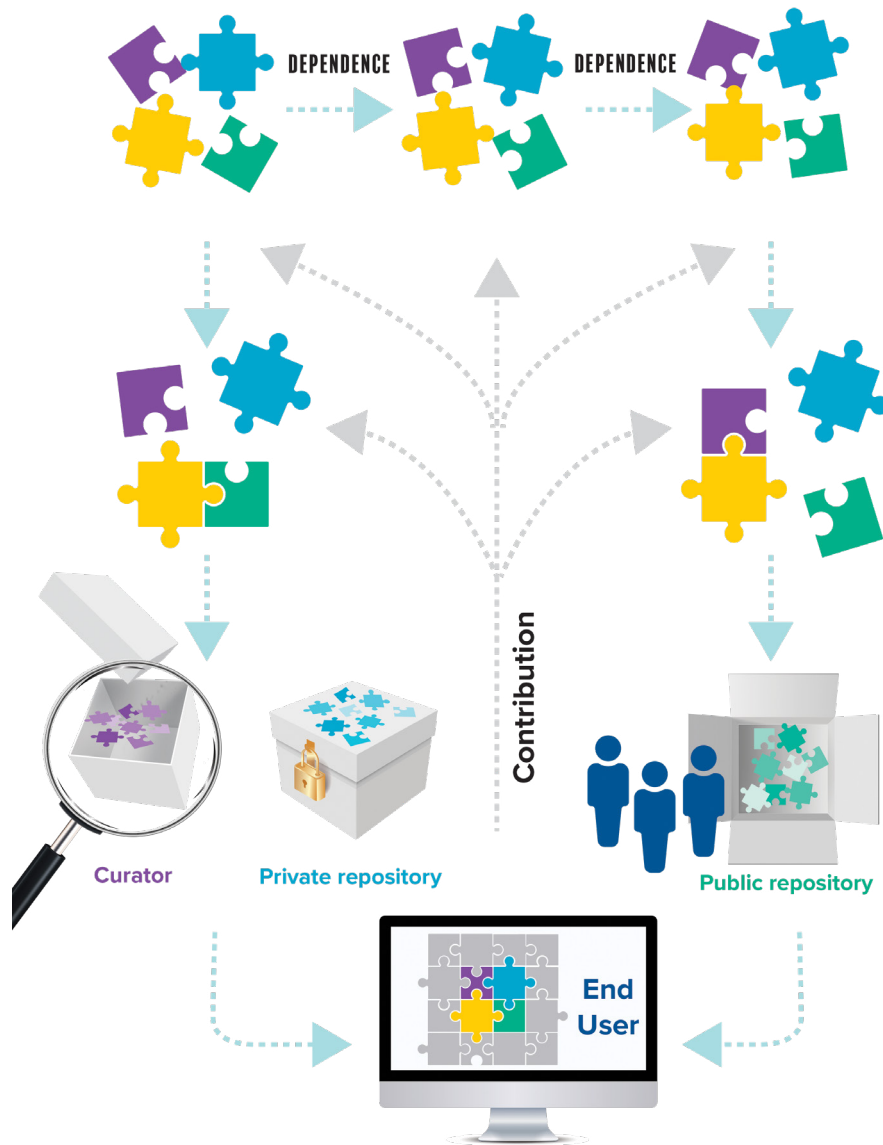 DEPENDENCE
DEPENDENCE
Contribution
Curator
Private repository
Public repository
End
User